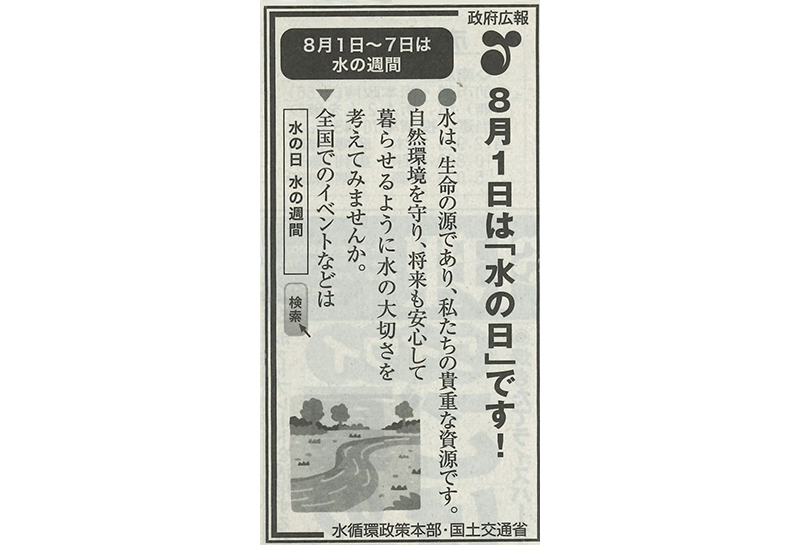 政府広報
8月1日は「水の日」です!
8月1日~7日は
水の週間
●水は、生命の源であり、私たちの貴重な資源です。
●自然環境を守り、将来も安心して
暮らせるように水の大切さを
考えてみませんか。
▼全国でのイベントなどは
水の日 水の週間
検索
水循環政策本部・国土交通省